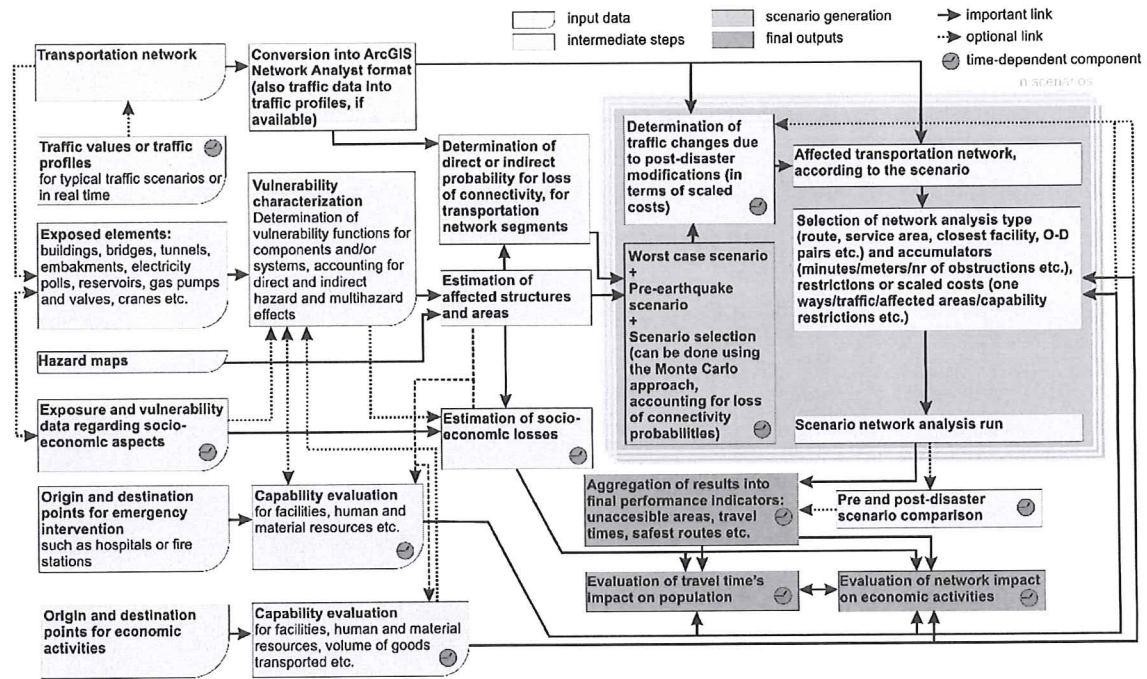 input data
intermediate steps
scenario generation
final outputs
important link
optional link
time-dependent component
n scenarios
Transportation network
Conversion into ArcGIS
Network Analyst format
(also traffic data Into
traffic profiles, if
available)
Traffic values or traffic
profiles
for typical traffic scenarios or
in real time
Exposed elements:
buildings, bridges, tunnels,
embakments, electricity
polls, reservoirs, gas pumps
and valves, cranes etc.
Vulnerability
characterization
Determination of
vulnerability functions for
components and/or
systems, accounting for
direct and indirect
hazard and multihazard
effects
Determination of
direct or indirect
probability for loss
of connectivity, for
transportation
network segments
Estimation of
affected structures
and areas
Hazard maps
Exposure and vulnerability
data regarding socio-
economic aspects
Estimation of socio-
economic losses
Origin and destination
points for emergency
intervention
such as hospitals or fire
stations
Capability evaluation
for facilities, human and
material resources etc.
Origin and destination
points for economic
activities
Capability evaluation
for facilities, human and material
resources, volume of goods
transported etc.
Determination of
traffic changes due
to post-disaster
modifications (in
terms of scaled
costs)
Worst case scenario
+
Pre-earthquake
scenario
+
Scenario selection
(can be done using
the Monte Carlo
approach,
accounting for loss
of connectivity
probabilities)
Affected transportation network,
according to the scenario
Selection of network analysis type
(route, service area, closest facility, O-D
pairs etc.) and accumulators
(minutes/meters/nr of obstructions etc.),
restrictions or scaled costs (one
ways/traffic/affected areas/capability
restrictions etc.)
Scenario network analysis run
Aggregation of results into
final performance indicators:
unaccesible areas, travel
times, safest routes etc.
Pre and post-disaster
scenario comparison
Evaluation of travel time's
impact on population
Evaluation of network impact
on economic activities